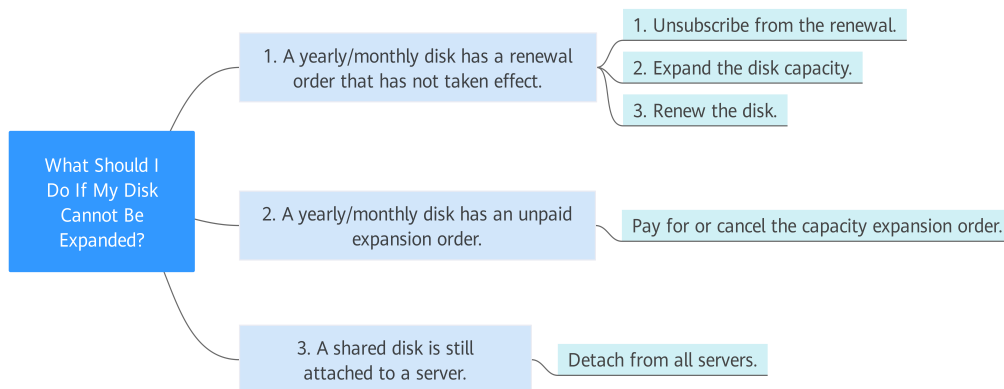 What Should I
Do If My Disk
Cannot Be
Expanded?
1. A yearly/monthly disk has a renewal
order that has not taken effect.
1. Unsubscribe from the renewal.
2. Expand the disk capacity.
3. Renew the disk.
2. A yearly/monthly disk has an unpaid
expansion order.
Pay for or cancel the capacity expansion order.
3. A shared disk is still
attached to a server.
Detach from all servers.